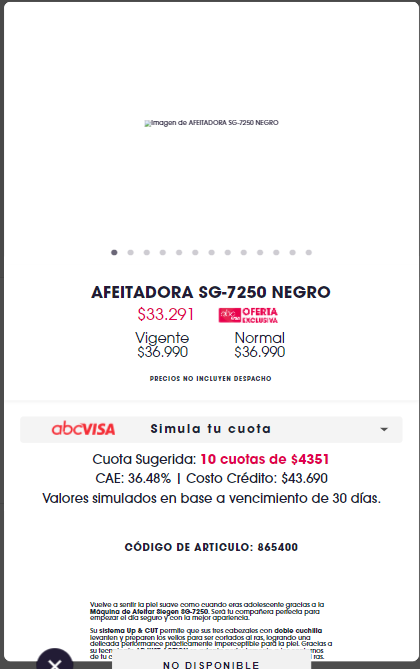 Imagen de AFEITADORA SG-7250 NEGRO
AFEITADORA SG-7250 NEGRO
$33.291 abc VISA OFERTA EXCLUSIVA
Vigente Normal
$36.990 $36.990
PRECIOS NO INCLUYEN DESPACHO
abcVISA Simula tu cuota
Cuota Sugerida: 10 cuotas de $4351
CAE: 36.48% | Costo Crédito: $43.690
Valores simulados en base a vencimiento de 30 días.
CÓDIGO DE ARTICULO: 865400
Vuelve a sentir la piel suave como cuando eras adolescente gracias a la
Máquina de Afeitar Siegen SG-7250. Será tu compañera perfecta para
empezar el día seguro y con la mejor apariencia.
Su sistema Up & CUT permite que sus tres cabezales con doble cuchilla
levanten y preparen los vellos para ser cortados al ras, logrando una
delicada performance prácticamente imperceptible para la piel. Gracias a
NO DISPONIBLE